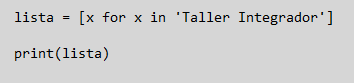 lista = [x for x in 'Taller Integrador']
print(lista)